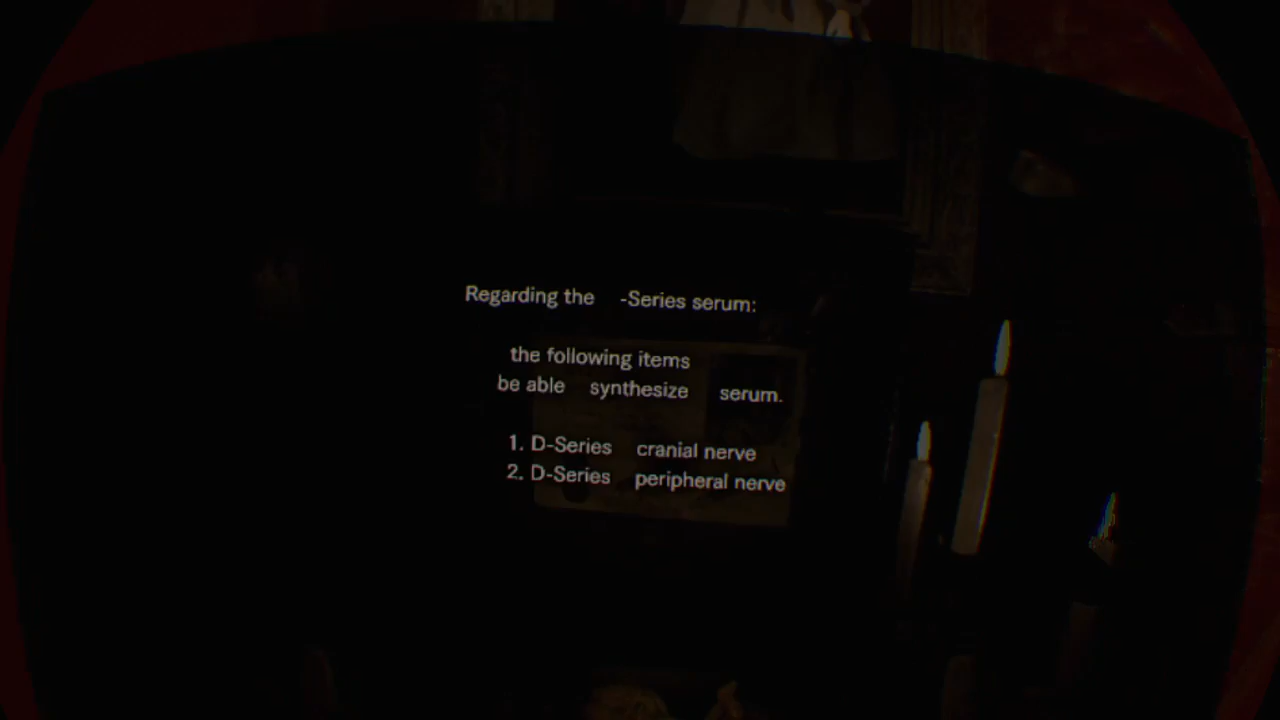 Regarding the -Series serum:
the following items
be able synthesize serum.
1. D-Series cranial nerve
2. D-Series peripheral nerve